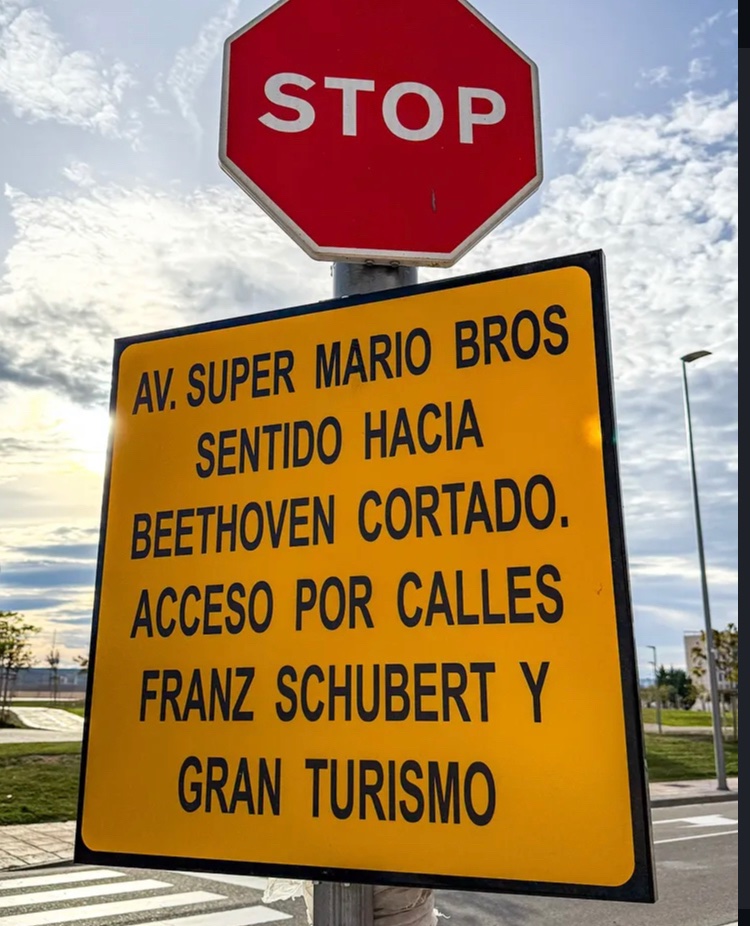 STOP
AV. SUPER MARIO BROS
SENTIDO HACIA
BEETHOVEN CORTADO.
ACCESO POR CALLES
FRANZ SCHUBERT Y
GRAN TURISMO